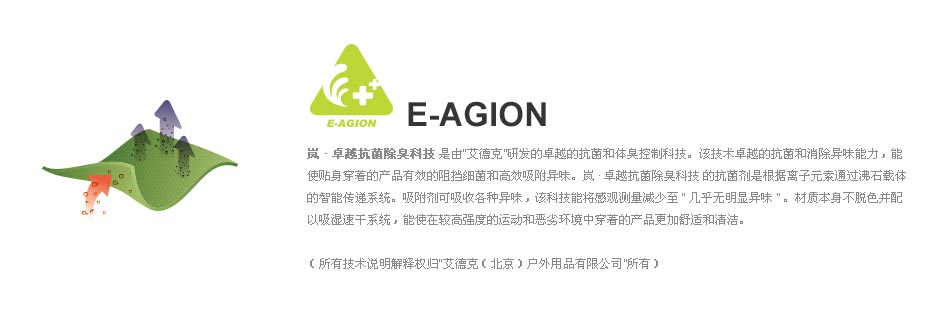 E-AGION
E-AGION
岚 · 卓越抗菌除臭科技 是由"艾德克"研发的卓越的抗菌和体臭控制科技。该技术卓越的抗菌和消除异味能力，能
使贴身穿着的产品有效的阻挡细菌和高效吸附异味。岚 · 卓越抗菌除臭科技 的抗菌剂是根据离子元素通过沸石载体
的智能传递系统。吸附剂可吸收各种异味，该科技能将感观测量减少至"几乎无明显异味"。材质本身不脱色并配
以吸湿速干系统，能使在较高强度的运动和恶劣环境中穿着的产品更加舒适和清洁。
（所有技术说明解释权归"艾德克（北京）户外用品有限公司"所有）